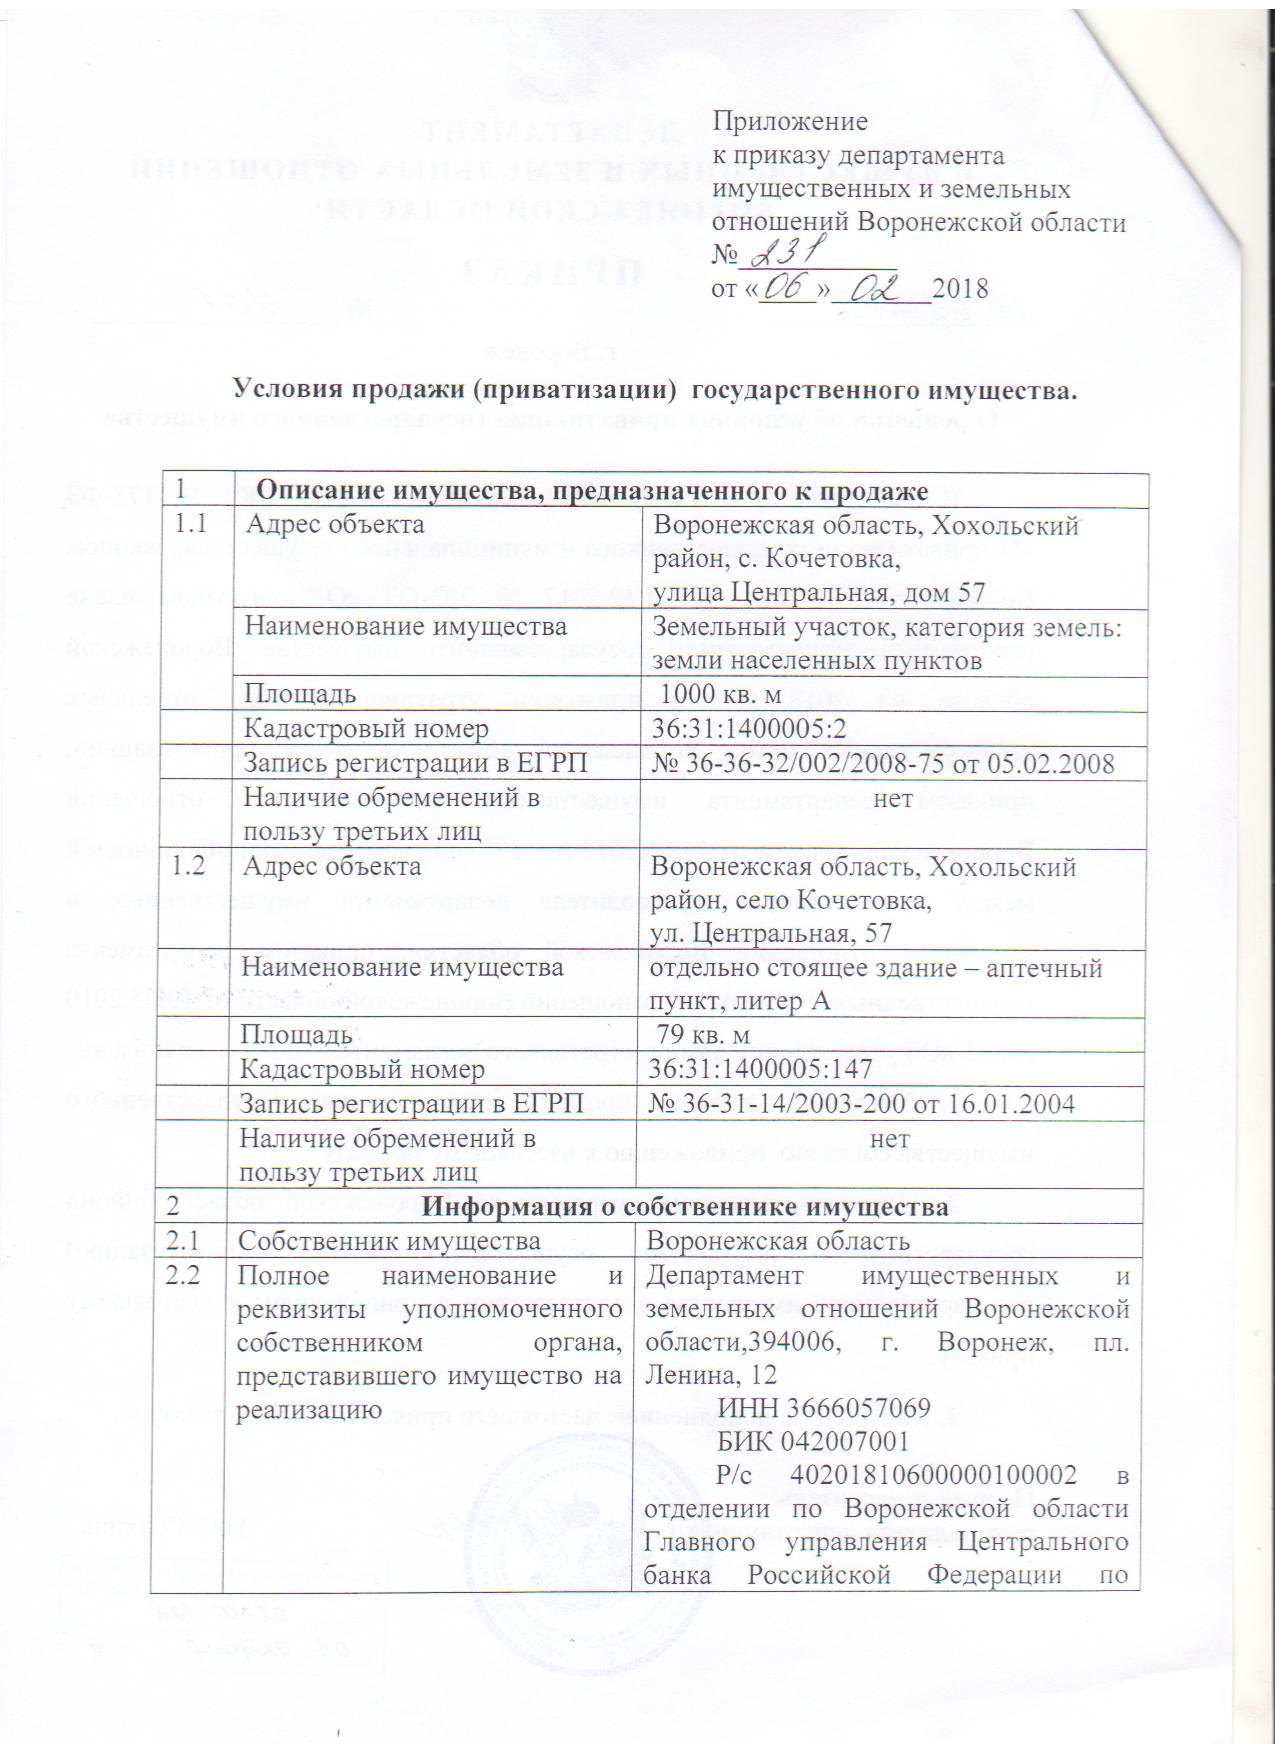 Приложение
к приказу департамента
имущественных и земельных
отношений Воронежской области
№ 231
от «06» 02 2018
Условия продажи (приватизации) государственного имущества.
1 Описание имущества, предназначенного к продаже
1.1 Адрес объекта Воронежская область, Хохольский
район, с. Кочетовка,
улица Центральная, дом 57
Наименование имущества Земельный участок, категория земель:
земли населенных пунктов
Площадь 1000 кв. м
Кадастровый номер 36:31:1400005:2
Запись регистрации в ЕГРП № 36-36-32/002/2008-75 от 05.02.2008
Наличие обременений в нет
пользу третьих лиц
1.2 Адрес объекта Воронежская область, Хохольский
район, село Кочетовка,
ул. Центральная, 57
Наименование имущества отдельно стоящее здание – аптечный
пункт, литер А
Площадь 79 кв. м
Кадастровый номер 36:31:1400005:147
Запись регистрации в ЕГРП № 36-31-14/2003-200 от 16.01.2004
Наличие обременений в нет
пользу третьих лиц
2 Информация о собственнике имущества
2.1 Собственник имущества Воронежская область
2.2 Полное наименование и Департамент имущественных и
реквизиты уполномоченного земельных отношений Воронежской
собственником органа, области,394006, г. Воронеж, пл.
представившего имущество на Ленина, 12
реализацию ИНН 3666057069
БИК 042007001
Р/с 40201810600000100002 в
отделении по Воронежской области
Главного управления Центрального
банка Российской Федерации по